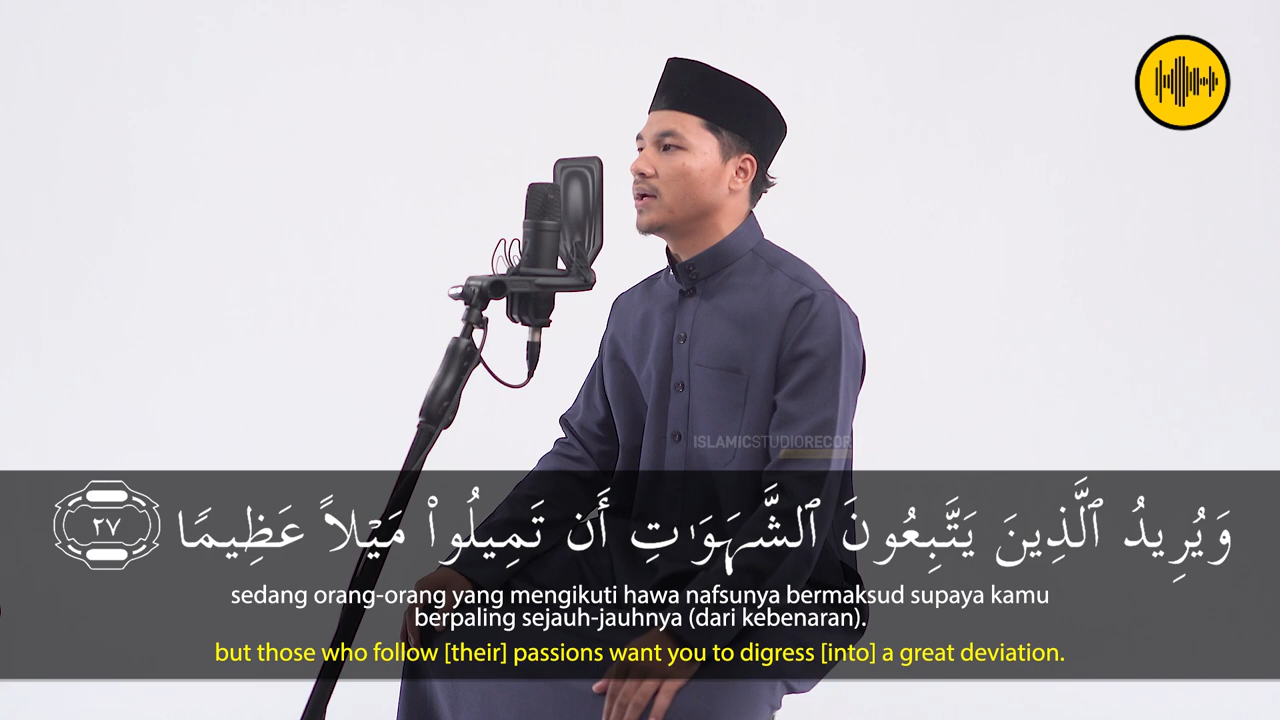 ISLAMICSTUDIORECOR
وَيُرِيدُ ٱلَّذِينَ يَتَّبِعُونَ ٱلشَّهَوَٰتِ أَن تَمِيلُوا۟ مَيْلًا عَظِيمًا ٢٧
sedang orang-orang yang mengikuti hawa nafsunya bermaksud supaya kamu
berpaling sejauh-jauhnya (dari kebenaran).
but those who follow [their] passions want you to digress [into] a great deviation.